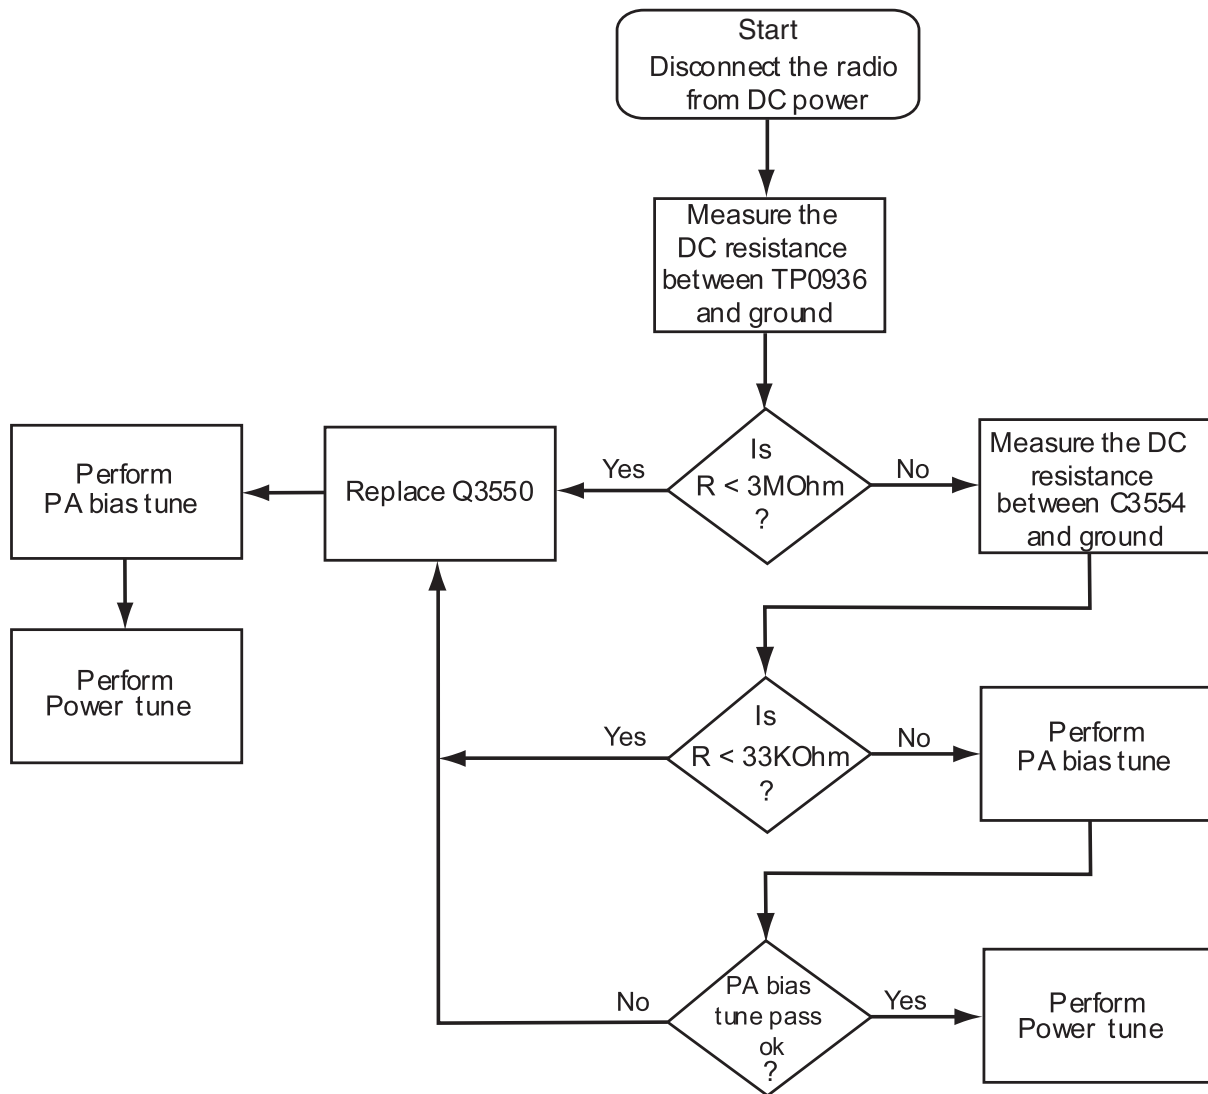 Start
Disconnect the radio
from DC power
Measure the
DC resistance
between TP0936
and ground
Is
R < 3MOhm
?
Yes
No
Replace Q3550
Perform
PA bias tune
Perform
Power tune
Measure the DC
resistance
between C3554
and ground
Is
R < 33KOhm
?
Yes
No
Perform
PA bias tune
PA bias
tune pass
ok
?
No
Yes
Perform
Power tune